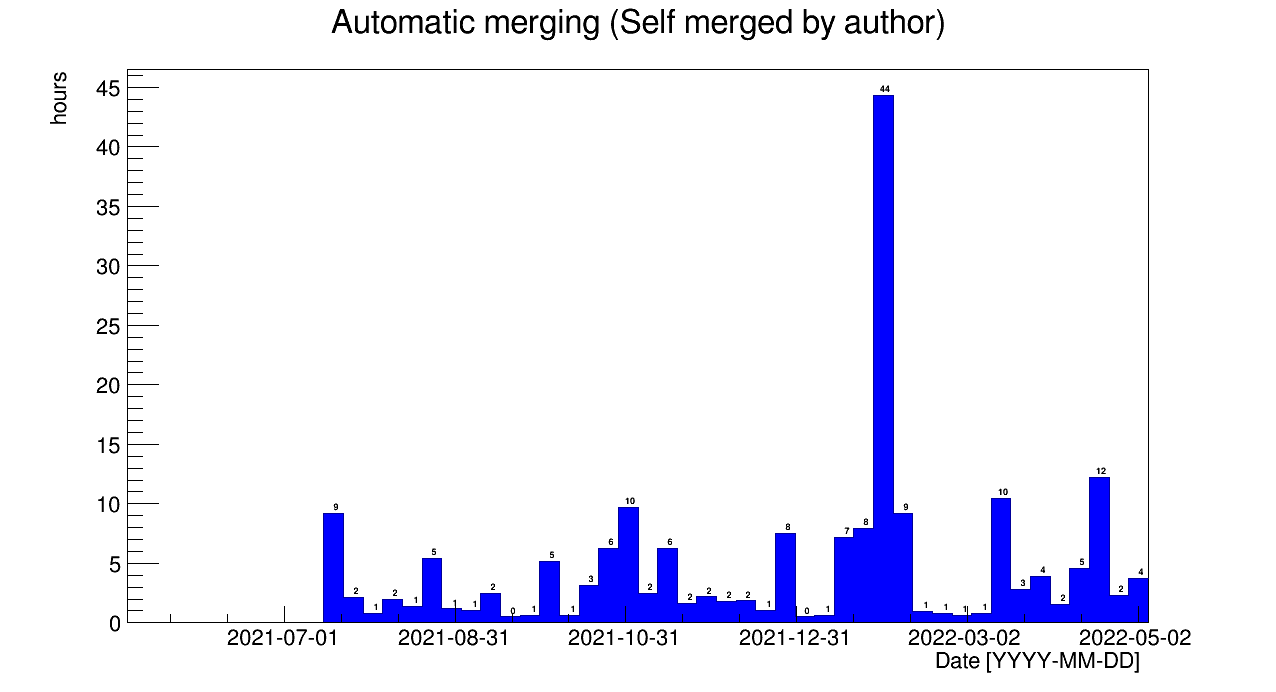 Automatic merging (Self merged by author)
hours
45
40
35
30
25
20
15
10
5
0
9 2 1 2 1 5 1 1 2 0 1 5 1 3 6 10 2 6 2 2 2 2 1 8 0 1 7 8 44 9 1 1 1 1 10 3 4 2 5 12 2 4
2021-07-01 2021-08-31 2021-10-31 2021-12-31 2022-03-02 2022-05-02
Date [YYYY-MM-DD]